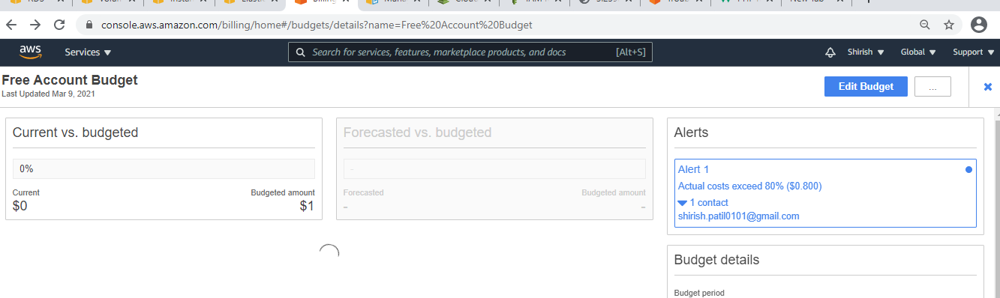 console.aws.amazon.com/billing/home#/budgets/details?name=Free%20Account%20Budget
aws
Services
Search for services, features, marketplace products, and docs [Alt+S]
Shirish
Global
Support
Free Account Budget
Last Updated Mar 9, 2021
Edit Budget
...
Current vs. budgeted
0%
Current Budgeted amount
$0 $1
Forecasted vs. budgeted
-
Forecasted Budgeted amount
- -
Alerts
Alert 1
Actual costs exceed 80% ($0.800)
1 contact
shirish.patil0101@gmail.com
Budget details
Budget period